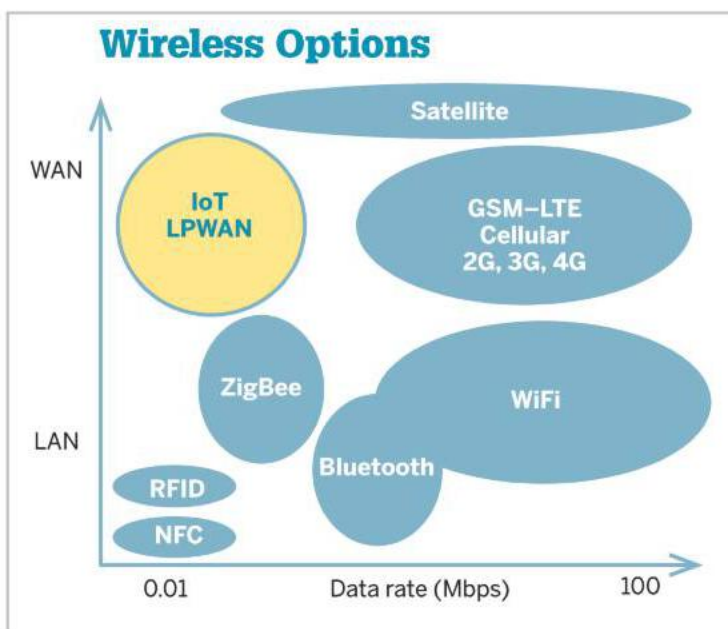 Wireless Options
Satellite
WAN
IoT
LPWAN
GSM–LTE
Cellular
2G, 3G, 4G
ZigBee
WiFi
LAN
Bluetooth
RFID
NFC
0.01
Data rate (Mbps)
100